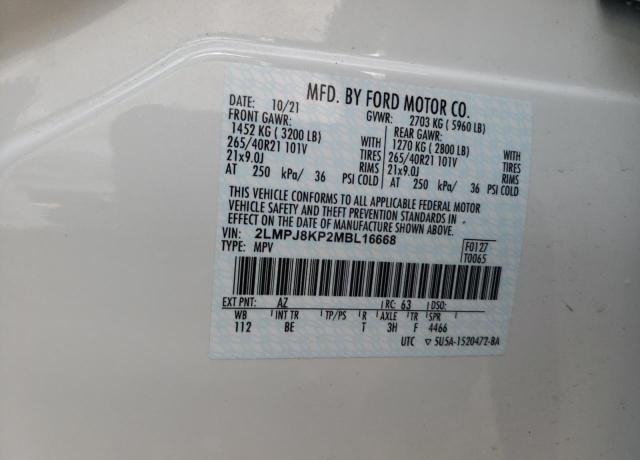 MFD. BY FORD MOTOR CO.
DATE: 10/21 GVWR: 2703 KG ( 5960 LB)
FRONT GAWR: REAR GAWR:
1452 KG ( 3200 LB) WITH 1270 KG ( 2800 LB) WITH
265/40R21 101V TIRES 265/40R21 101V TIRES
21x9.0J RIMS 21x9.0J RIMS
AT 250 kPa/ 36 PSI COLD AT 250 kPa/ 36 PSI COLD
THIS VEHICLE CONFORMS TO ALL APPLICABLE FEDERAL MOTOR
VEHICLE SAFETY AND THEFT PREVENTION STANDARDS IN
EFFECT ON THE DATE OF MANUFACTURE SHOWN ABOVE.
VIN: 2LMPJ8KP2MBL16668 F0127
TYPE: MPV T0065
EXT PNT: AZ RC: 63 DSO:
WB INT TR TP/PS R AXLE TR SPR
112 BE T 3H F 4466
UTC ▽ 5U5A-1520472-BA